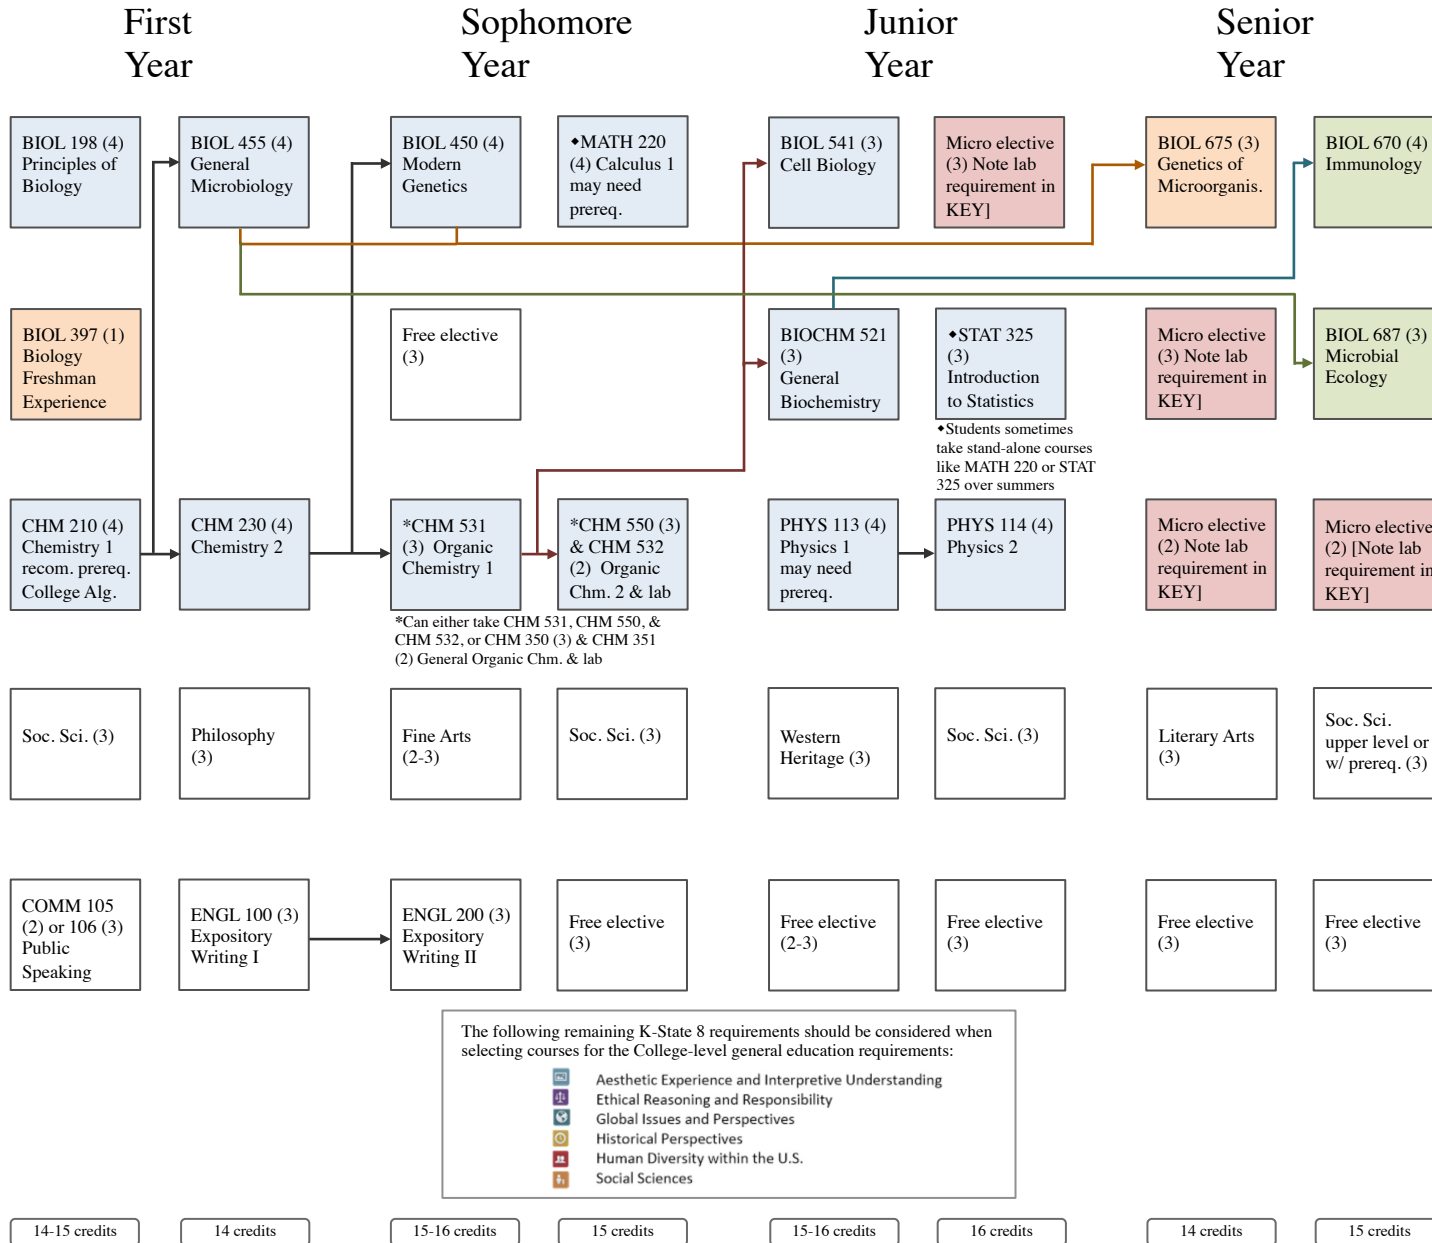 First
Year
Sophomore
Year
Junior
Year
Senior
Year
BIOL 198 (4)
Principles of
Biology
BIOL 455 (4)
General
Microbiology
BIOL 450 (4)
Modern
Genetics
◆MATH 220
(4) Calculus 1
may need
prereq.
BIOL 541 (3)
Cell Biology
Micro elective
(3) Note lab
requirement in
KEY]
BIOL 675 (3)
Genetics of
Microorganis.
BIOL 670 (4)
Immunology
BIOL 397 (1)
Biology
Freshman
Experience
Free elective
(3)
BIOCHM 521
(3)
General
Biochemistry
◆STAT 325
(3)
Introduction
to Statistics
◆Students sometimes
take stand-alone courses
like MATH 220 or STAT
325 over summers
Micro elective
(3) Note lab
requirement in
KEY]
BIOL 687 (3)
Microbial
Ecology
CHM 210 (4)
Chemistry 1
recom. prereq.
College Alg.
CHM 230 (4)
Chemistry 2
*CHM 531
(3) Organic
Chemistry 1
*CHM 550 (3)
& CHM 532
(2) Organic
Chm. 2 & lab
*Can either take CHM 531, CHM 550, &
CHM 532, or CHM 350 (3) & CHM 351
(2) General Organic Chm. & lab
PHYS 113 (4)
Physics 1
may need
prereq.
PHYS 114 (4)
Physics 2
Micro elective
(2) Note lab
requirement in
KEY]
Micro elective
(2) [Note lab
requirement in
KEY]
Soc. Sci. (3)
Philosophy
(3)
Fine Arts
(2-3)
Soc. Sci. (3)
Western
Heritage (3)
Soc. Sci. (3)
Literary Arts
(3)
Soc. Sci.
upper level or
w/ prereq. (3)
COMM 105
(2) or 106 (3)
Public
Speaking
ENGL 100 (3)
Expository
Writing I
ENGL 200 (3)
Expository
Writing II
Free elective
(3)
Free elective
(2-3)
Free elective
(3)
Free elective
(3)
Free elective
(3)
The following remaining K-State 8 requirements should be considered when
selecting courses for the College-level general education requirements:
Aesthetic Experience and Interpretive Understanding
Ethical Reasoning and Responsibility
Global Issues and Perspectives
Historical Perspectives
Human Diversity within the U.S.
Social Sciences
14-15 credits
14 credits
15-16 credits
15 credits
15-16 credits
16 credits
14 credits
15 credits